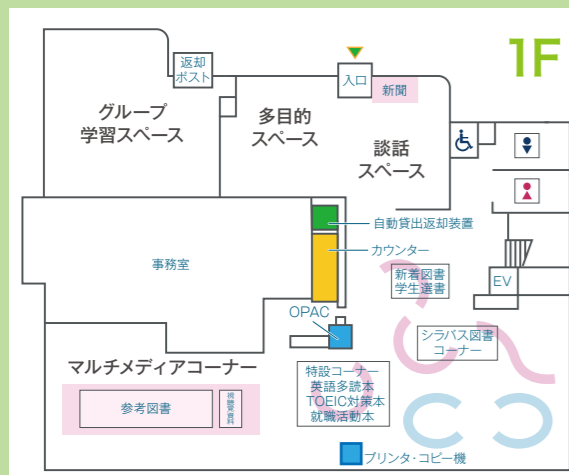 1F
返却
ポスト
入口
新聞
グループ
学習スペース
多目的
スペース
談話
スペース
自動貸出返却装置
カウンター
事務室
新着図書
学生選書
EV
OPAC
シラバス図書
コーナー
マルチメディアコーナー
参考図書
視聴覚資料
特設コーナー
英語多読本
TOEIC対策本
就職活動本
プリンタ・コピー機